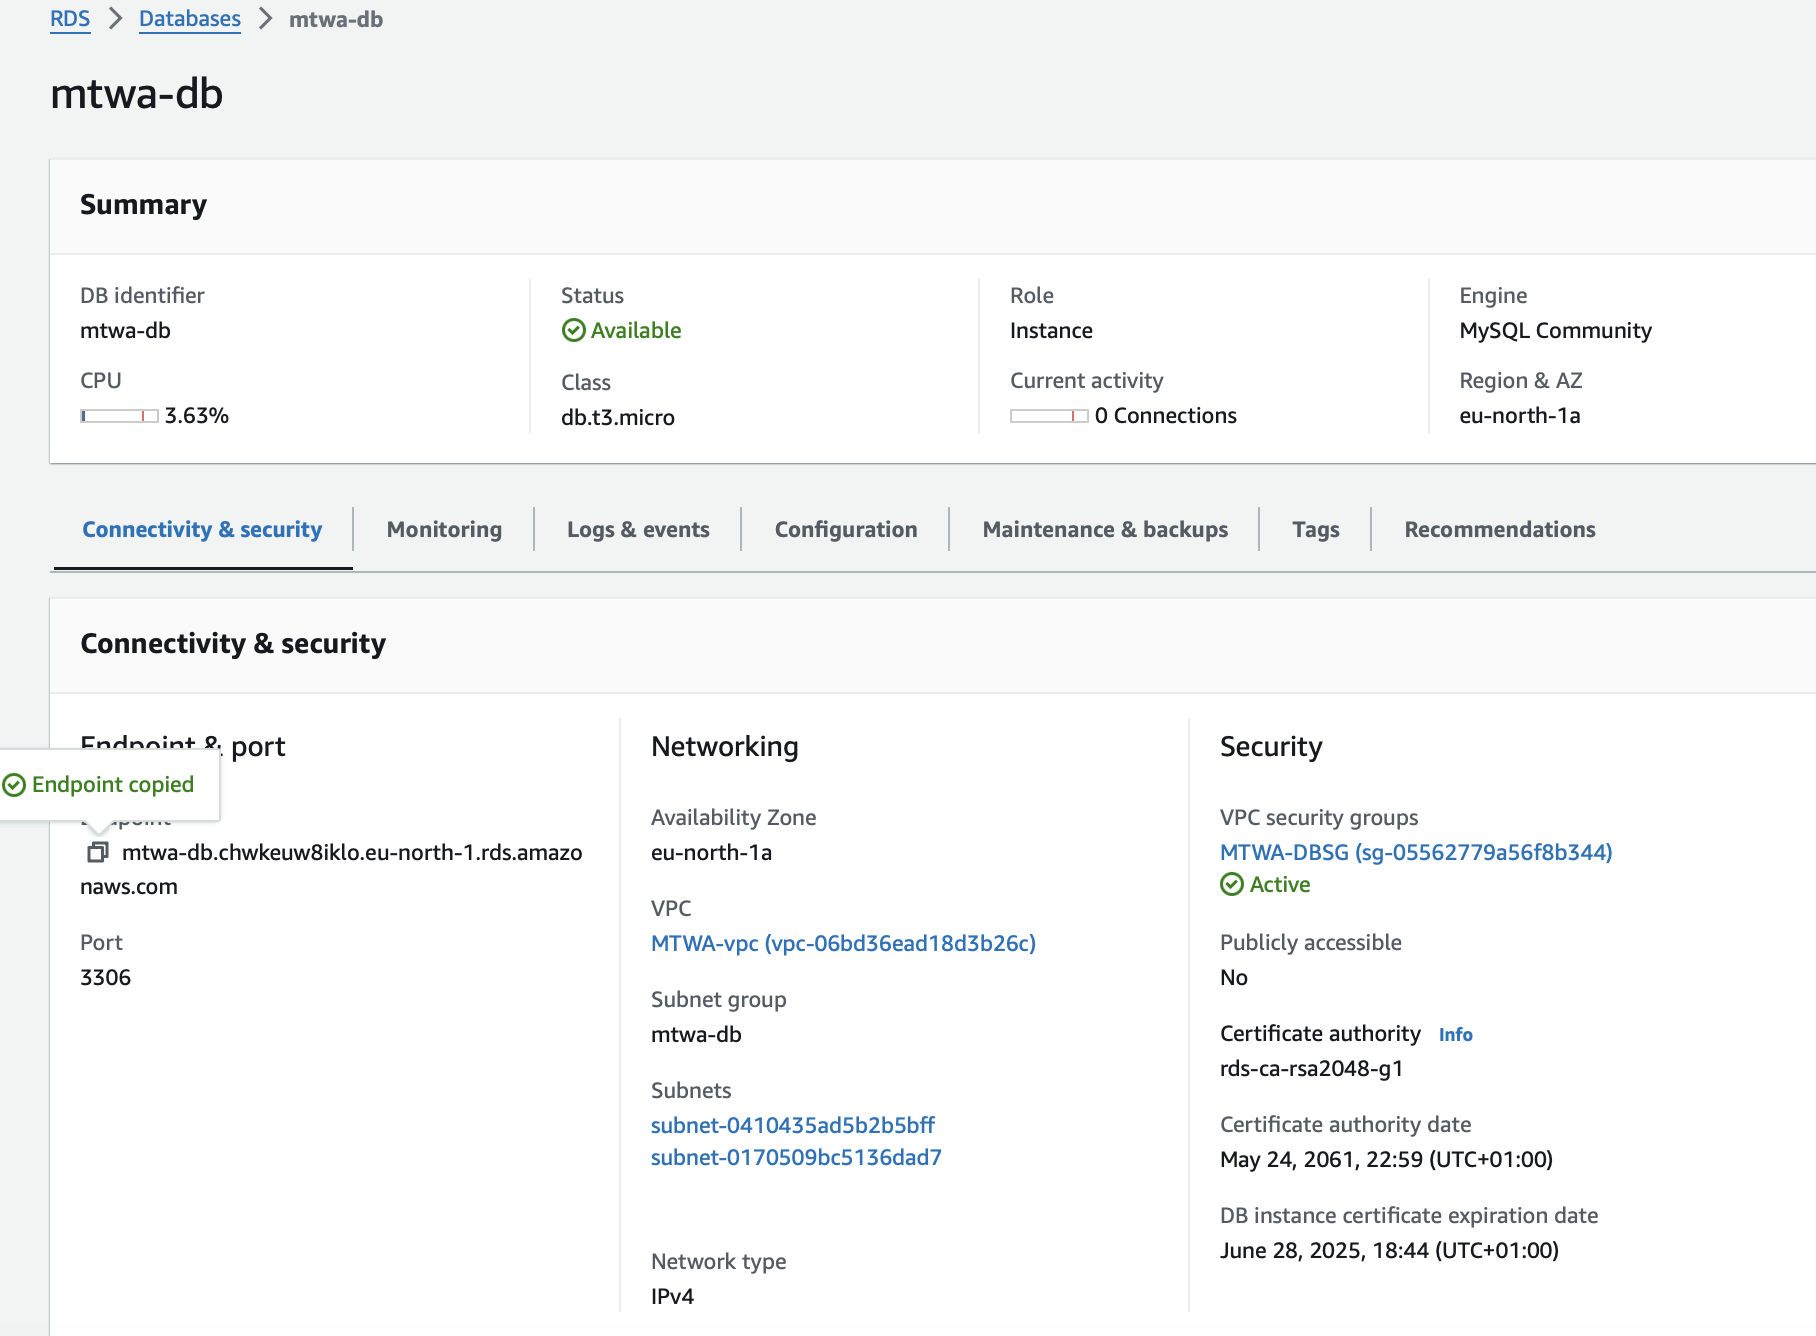 RDS > Databases > mtwa-db
mtwa-db
Summary
DB identifier
mtwa-db
CPU
3.63%
Status
Available
Class
db.t3.micro
Role
Instance
Current activity
0 Connections
Engine
MySQL Community
Region & AZ
eu-north-1a
Connectivity & security
Monitoring
Logs & events
Configuration
Maintenance & backups
Tags
Recommendations
Connectivity & security
Endpoint & port
Endpoint copied
Endpoint
mtwa-db.chwkeuw8iklo.eu-north-1.rds.amazo
naws.com
Port
3306
Networking
Availability Zone
eu-north-1a
VPC
MTWA-vpc (vpc-06bd36ead18d3b26c)
Subnet group
mtwa-db
Subnets
subnet-0410435ad5b2b5bff
subnet-0170509bc5136dad7
Network type
IPv4
Security
VPC security groups
MTWA-DBSG (sg-05562779a56f8b344)
Active
Publicly accessible
No
Certificate authority Info
rds-ca-rsa2048-g1
Certificate authority date
May 24, 2061, 22:59 (UTC+01:00)
DB instance certificate expiration date
June 28, 2025, 18:44 (UTC+01:00)